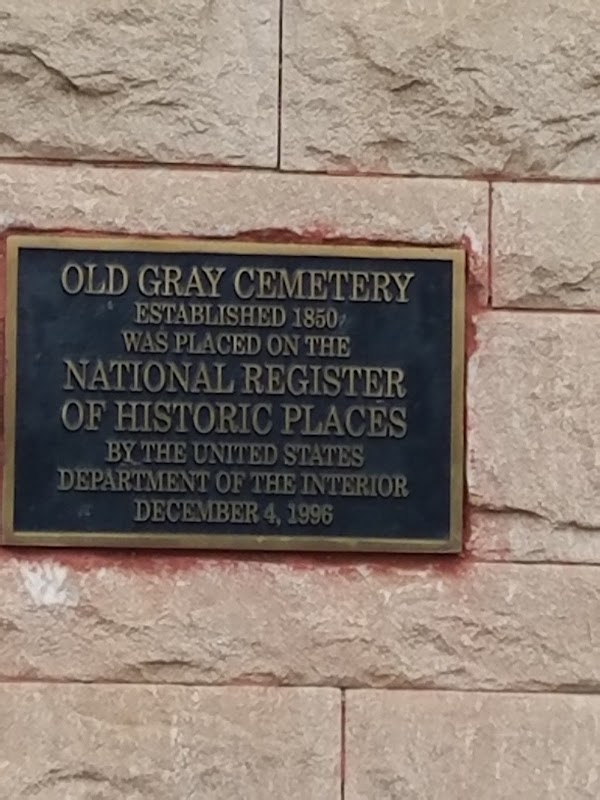 OLD GRAY CEMETERY
ESTABLISHED 1850
WAS PLACED ON THE
NATIONAL REGISTER
OF HISTORIC PLACES
BY THE UNITED STATES
DEPARTMENT OF THE INTERIOR
DECEMBER 4, 1996